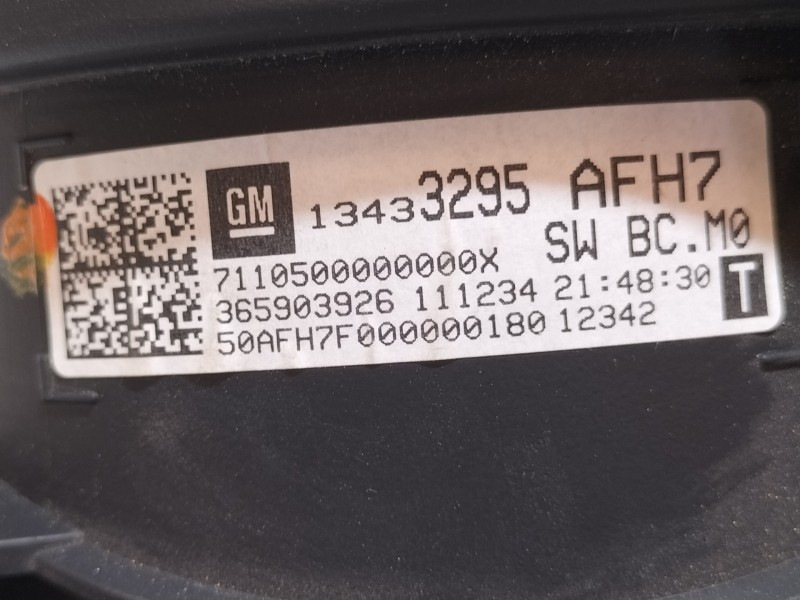 GM 13433295 AFH7
SW BC.M0
7110500000000X
365903926 111234 21:48:30 T
50AFH7F000000180 12342